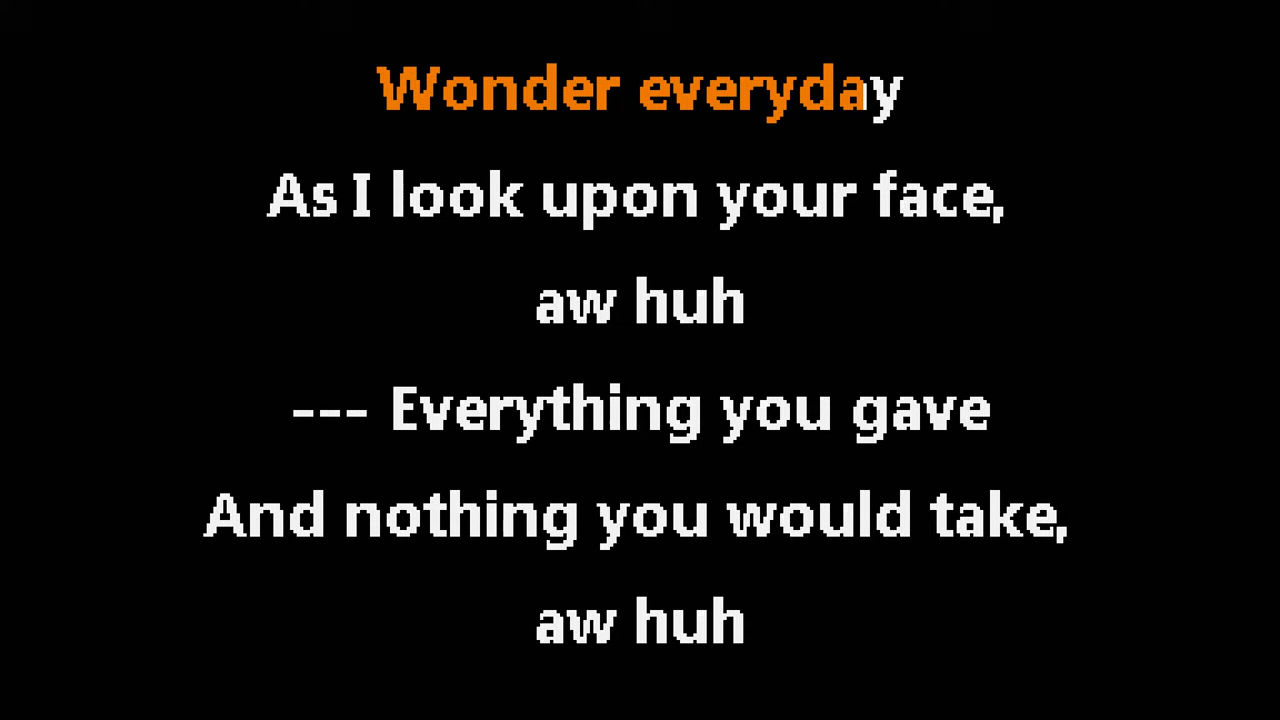 Wonder everyday
As I look upon your face,
aw huh
--- Everything you gave
And nothing you would take,
aw huh